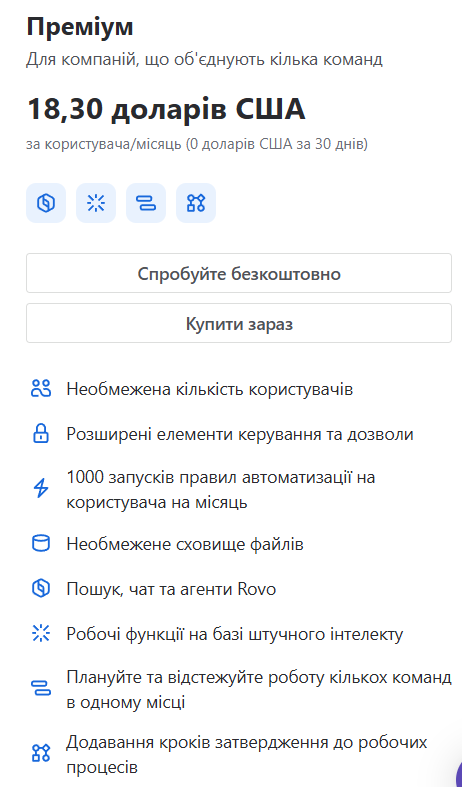 Преміум
Для компаній, що об'єднують кілька команд
18,30 доларів США
за користувача/місяць (0 доларів США за 30 днів)
Спробуйте безкоштовно
Купити зараз
Необмежена кількість користувачів
Розширені елементи керування та дозволи
1000 запусків правил автоматизації на
користувача на місяць
Необмежене сховище файлів
Пошук, чат та агенти Rovo
Робочі функції на базі штучного інтелекту
Плануйте та відстежуйте роботу кількох команд
в одному місці
Додавання кроків затвердження до робочих
процесів